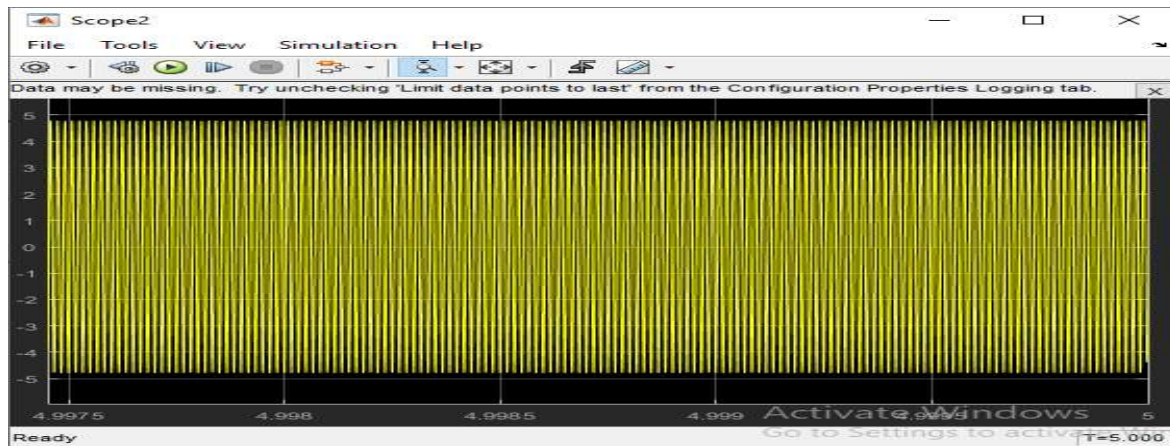 Scope2
File Tools View Simulation Help
Data may be missing. Try unchecking 'Limit data points to last' from the Configuration Properties Logging tab.
5
4
3
2
1
0
-1
-2
-3
-4
-5
4.9975 4.998 4.9985 4.999 4.9995 5
Activate Windows
Go to Settings to activate
Ready T=5.000